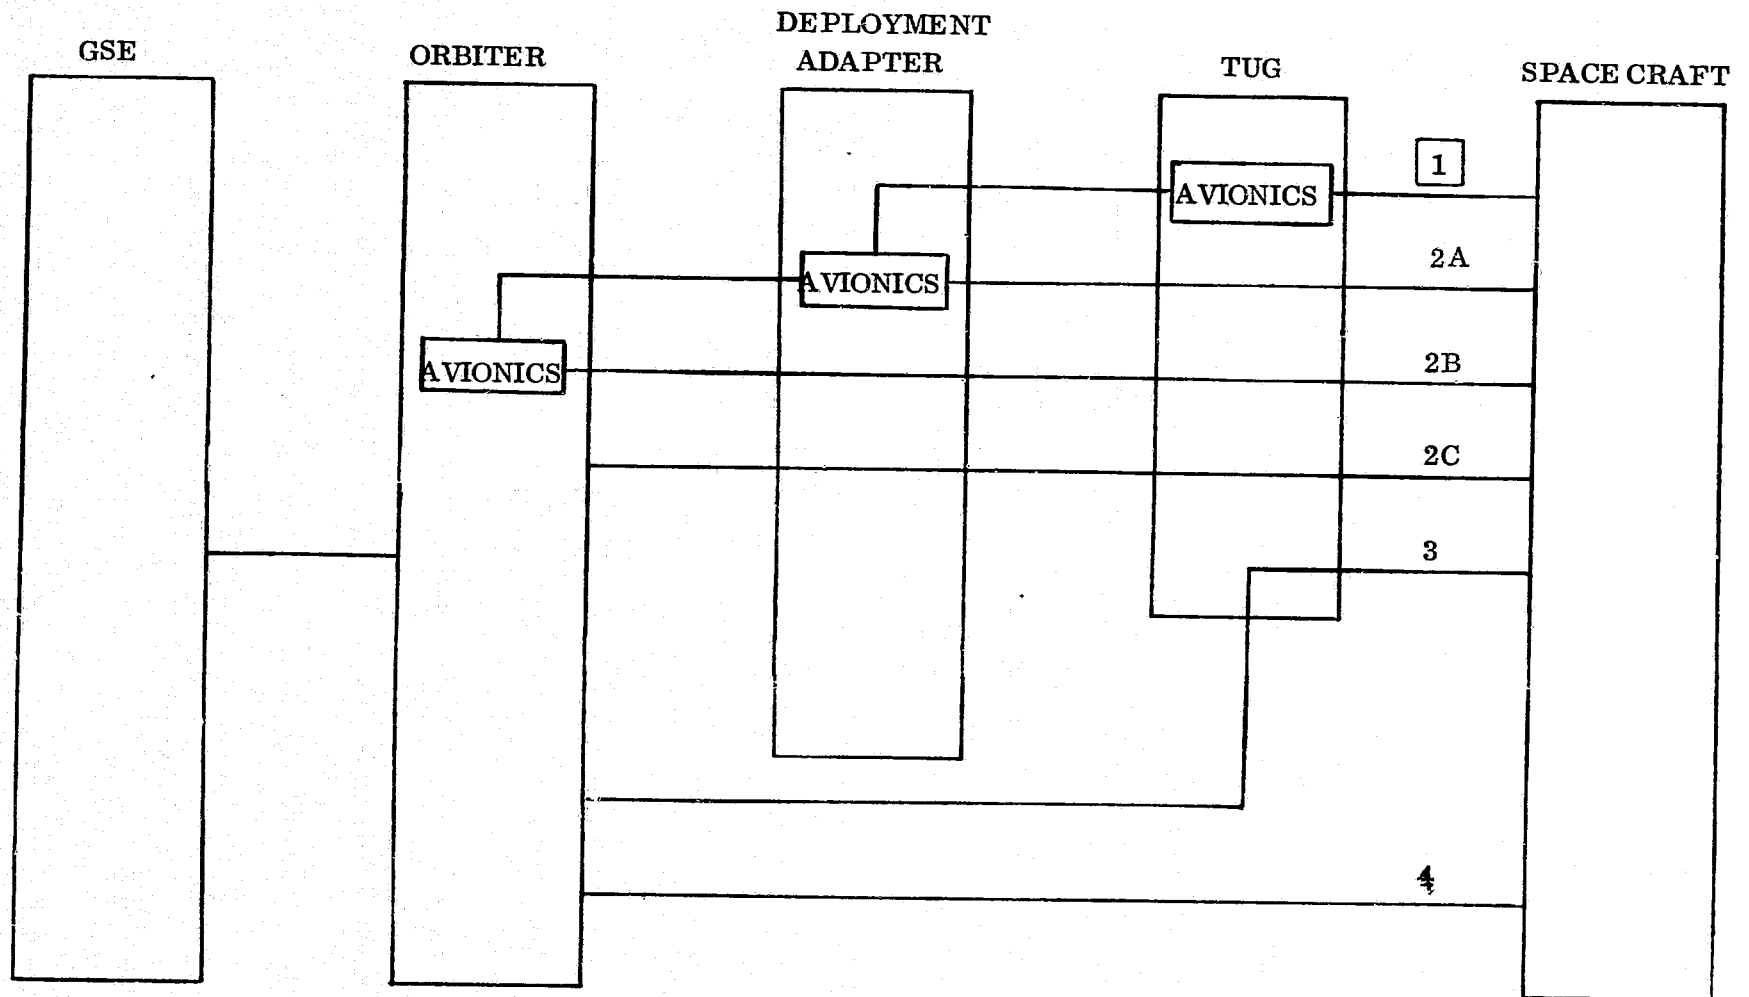 GSE
ORBITER
DEPLOYMENT
ADAPTER
TUG
SPACE CRAFT
1
AVIONICS
2A
AVIONICS
2B
AVIONICS
2C
3
4